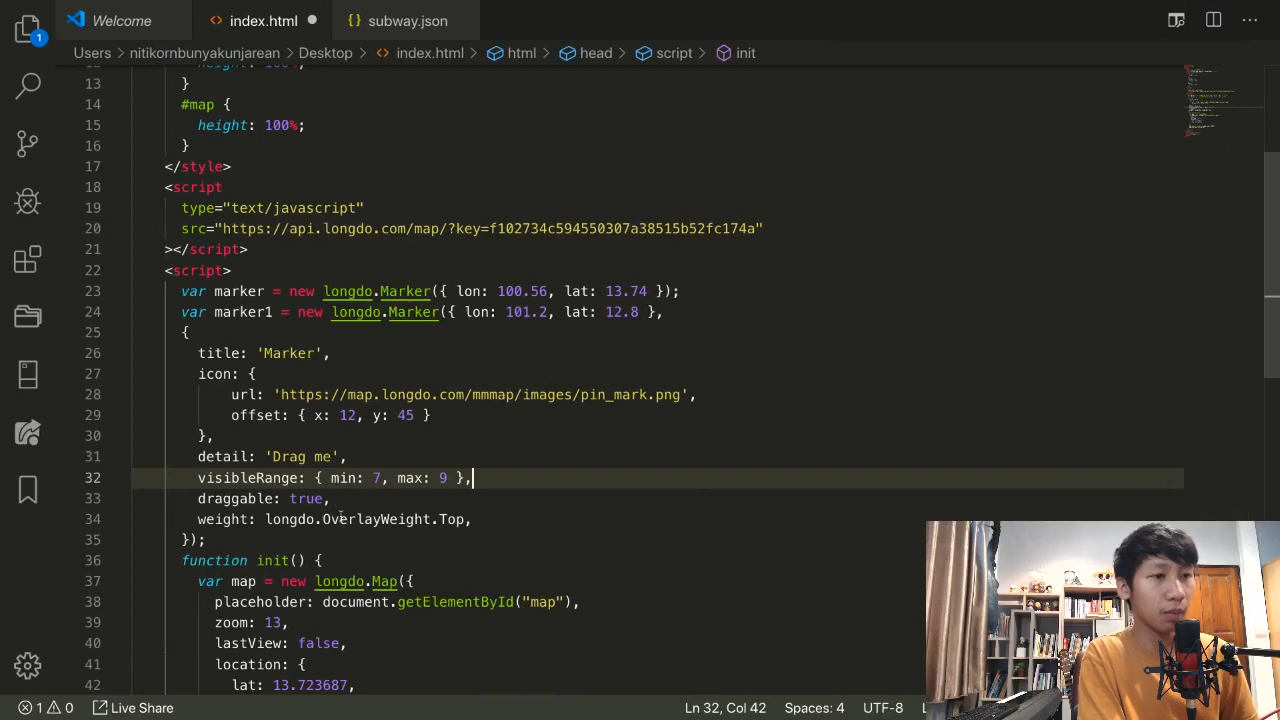 Welcome
index.html
subway.json
Users nitikornbunyakunjarean Desktop index.html html head script init
13 }
14 #map {
15 height: 100%;
16 }
17 </style>
18 <script
19 type="text/javascript"
20 src="https://api.longdo.com/map/?key=f102734c594550307a38515b52fc174a"
21 ></script>
22 <script>
23 var marker = new longdo.Marker({ lon: 100.56, lat: 13.74 });
24 var marker1 = new longdo.Marker({ lon: 101.2, lat: 12.8 },
25 {
26 title: 'Marker',
27 icon: {
28 url: 'https://map.longdo.com/mmmap/images/pin_mark.png',
29 offset: { x: 12, y: 45 }
30 },
31 detail: 'Drag me',
32 visibleRange: { min: 7, max: 9 },
33 draggable: true,
34 weight: longdo.OverlayWeight.Top,
35 });
36 function init() {
37 var map = new longdo.Map({
38 placeholder: document.getElementById("map"),
39 zoom: 13,
40 lastView: false,
41 location: {
42 lat: 13.723687,
1
1 0 Live Share
Ln 32, Col 42 Spaces: 4 UTF-8